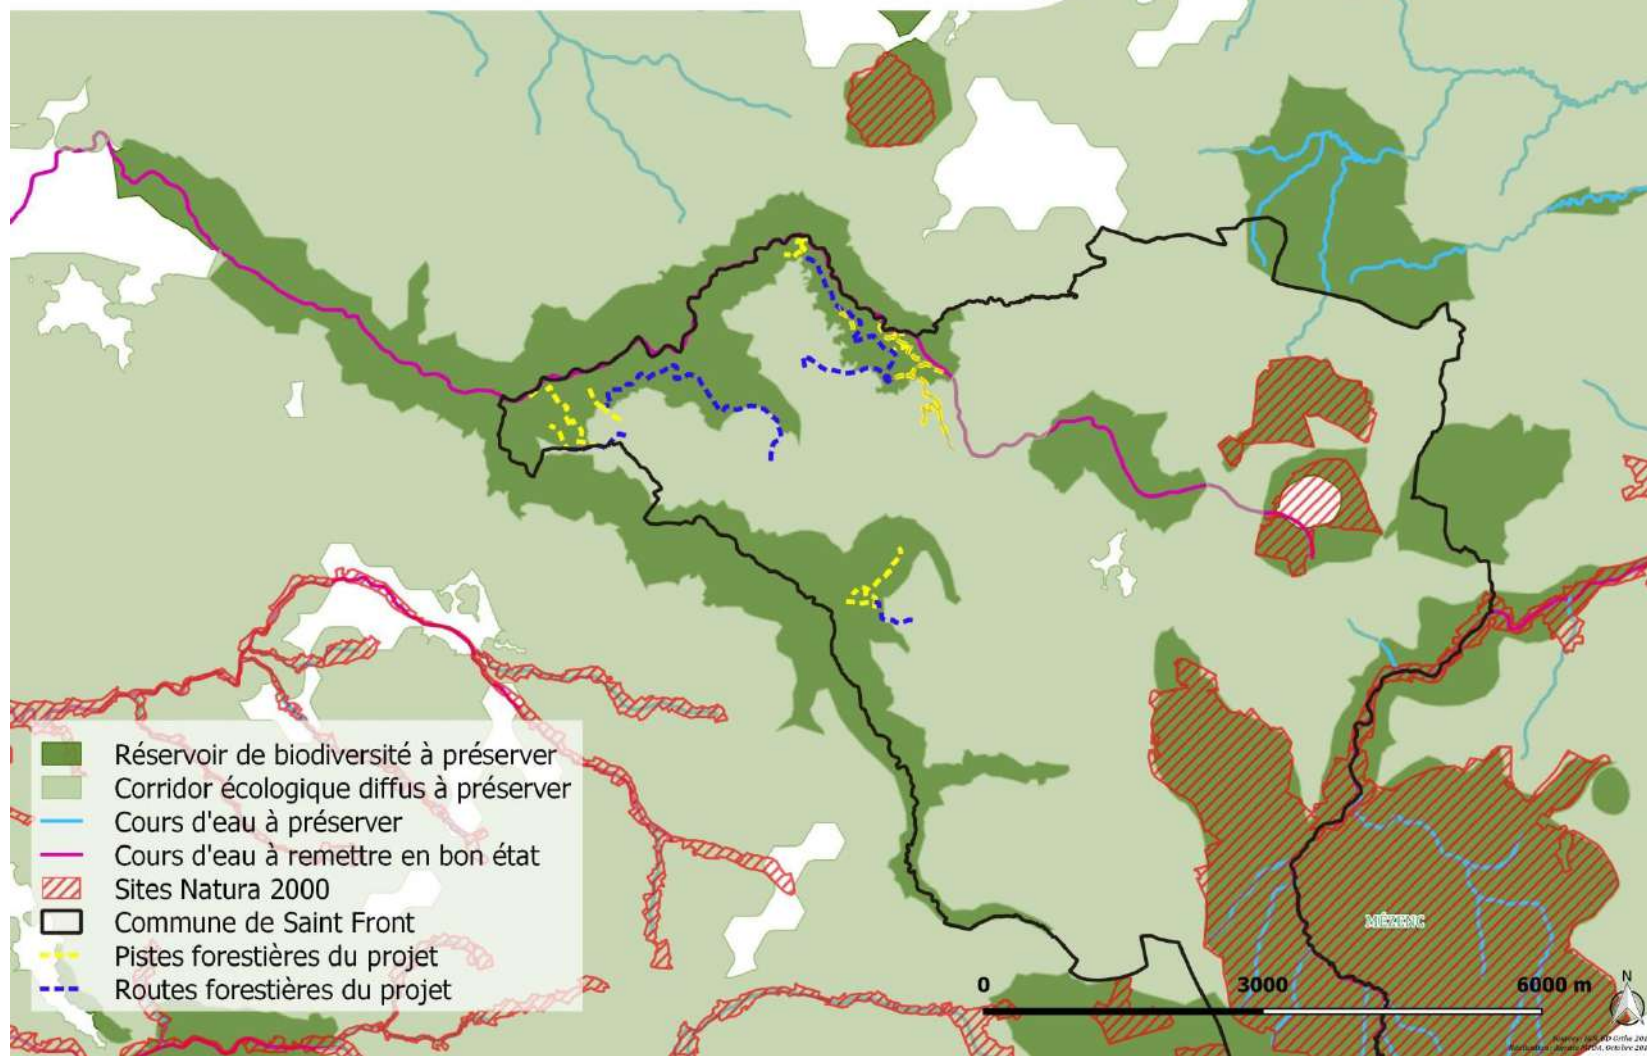 Réservoir de biodiversité à préserver
Corridor écologique diffus à préserver
Cours d'eau à préserver
Cours d'eau à remettre en bon état
Sites Natura 2000
Commune de Saint Front
Pistes forestières du projet
Routes forestières du projet
MÉZENC
0 3000 6000 m
N